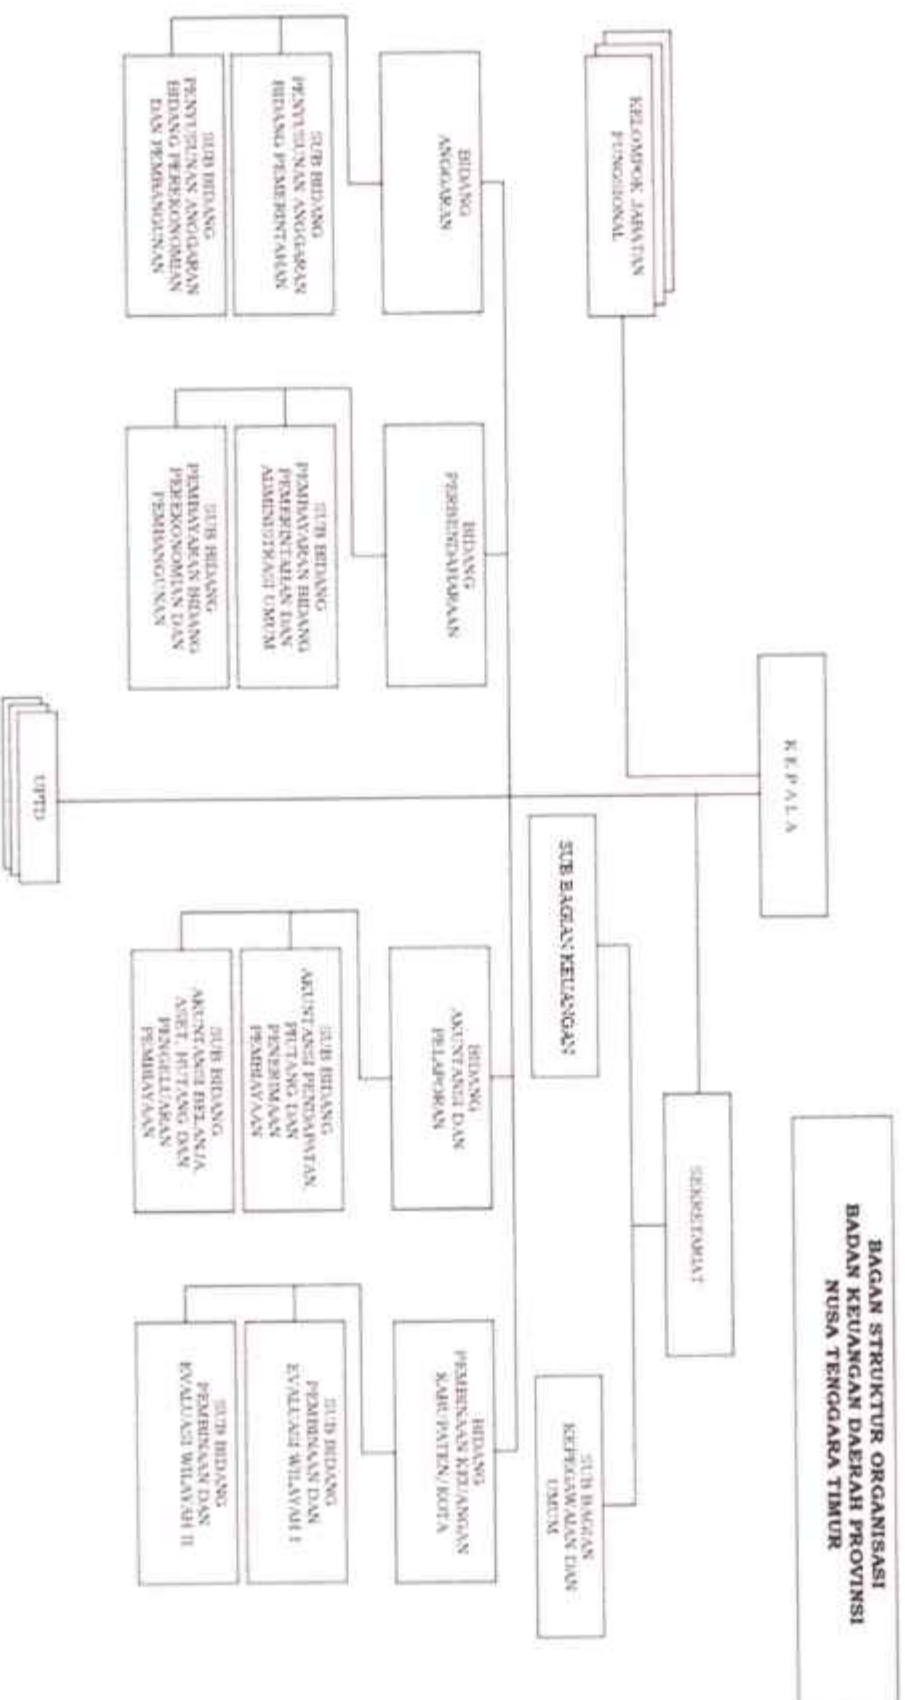 BAGAN STRUKTUR ORGANISASI
BADAN KEUANGAN DAERAH PROVINSI
NUSA TENGGARA TIMUR
K E P A L A
KELOMPOK JABATAN
FUNGSIONAL
SEKRETARIAT
SUB BAGIAN KEUANGAN
SUB BAGIAN
KEPEGAWAIAN DAN
UMUM
BIDANG
ANGGARAN
BIDANG
PERBENDAHARAAN
BIDANG
AKUNTANSI DAN
PELAPORAN
BIDANG
PEMBINAAN KEUANGAN
KABUPATEN/KOTA
SUB BIDANG
PENYUSUNAN ANGGARAN
BIDANG PEMERINTAHAN
SUB BIDANG
PEMBAYARAN BIDANG
PEMERINTAHAN DAN
ADMINISTRASI UMUM
SUB BIDANG
AKUNTANSI PENDAPATAN,
PIUTANG DAN
PENERIMAAN
PEMBIAYAAN
SUB BIDANG
PEMBINAAN DAN
EVALUASI WILAYAH I
SUB BIDANG
PENYUSUNAN ANGGARAN
BIDANG PEREKONOMIAN
DAN PEMBANGUNAN
SUB BIDANG
PEMBAYARAN BIDANG
PEREKONOMIAN DAN
PEMBANGUNAN
SUB BIDANG
AKUNTANSI BELANJA,
ASET, HUTANG DAN
PENGELUARAN
PEMBIAYAAN
SUB BIDANG
PEMBINAAN DAN
EVALUASI WILAYAH II
UPTD